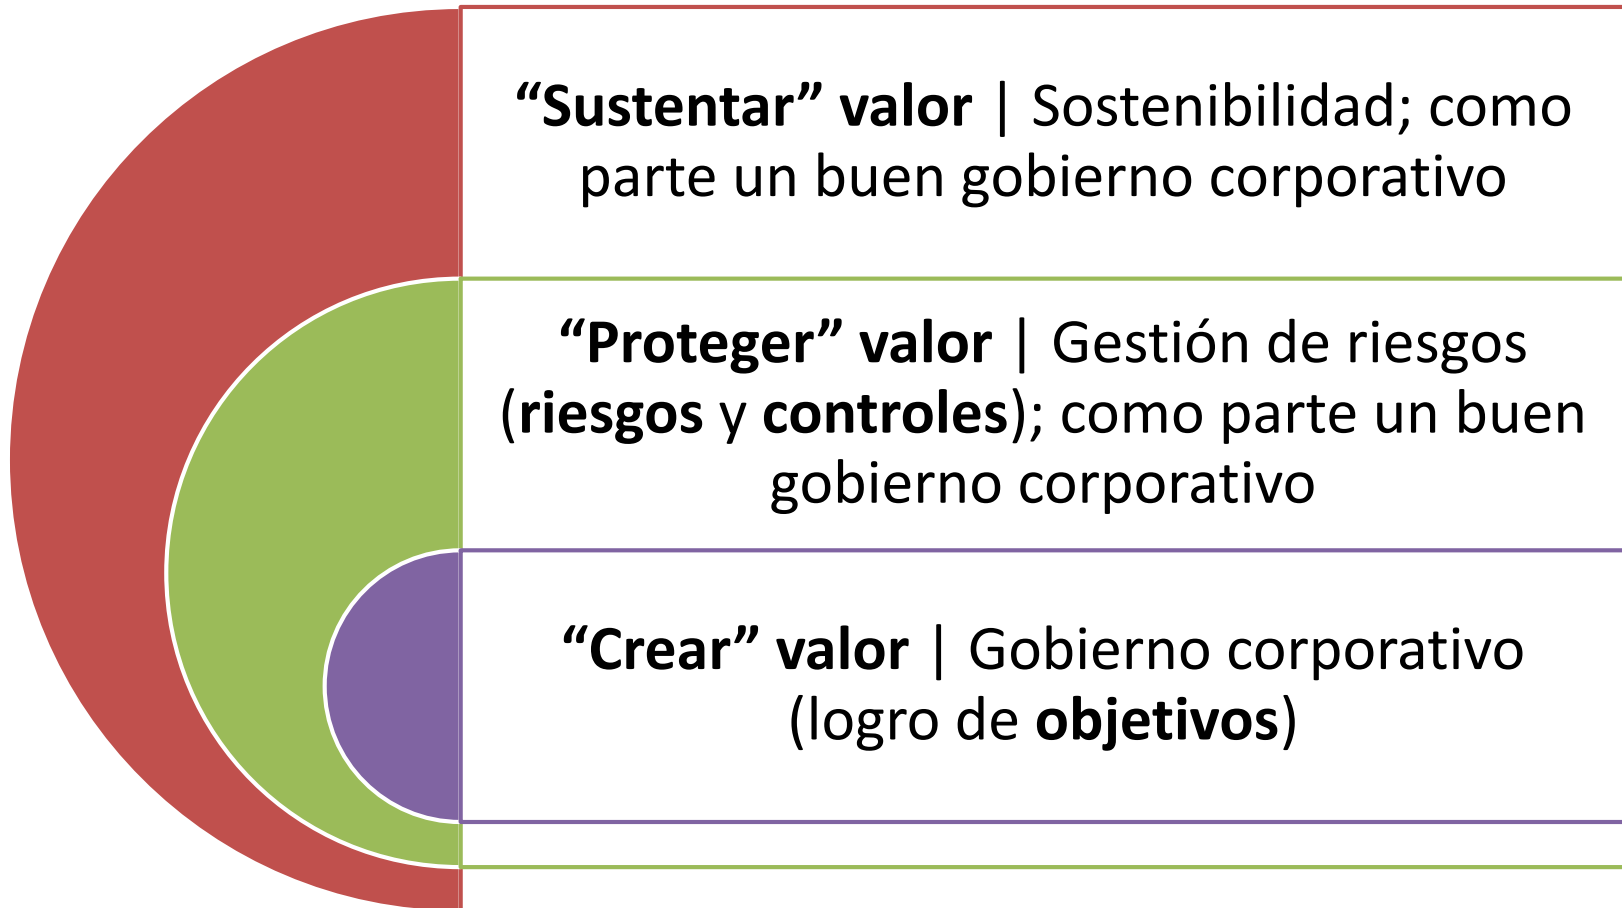 “Sustentar” valor | Sostenibilidad; como
parte un buen gobierno corporativo
“Proteger” valor | Gestión de riesgos
(riesgos y controles); como parte un buen
gobierno corporativo
“Crear” valor | Gobierno corporativo
(logro de objetivos)